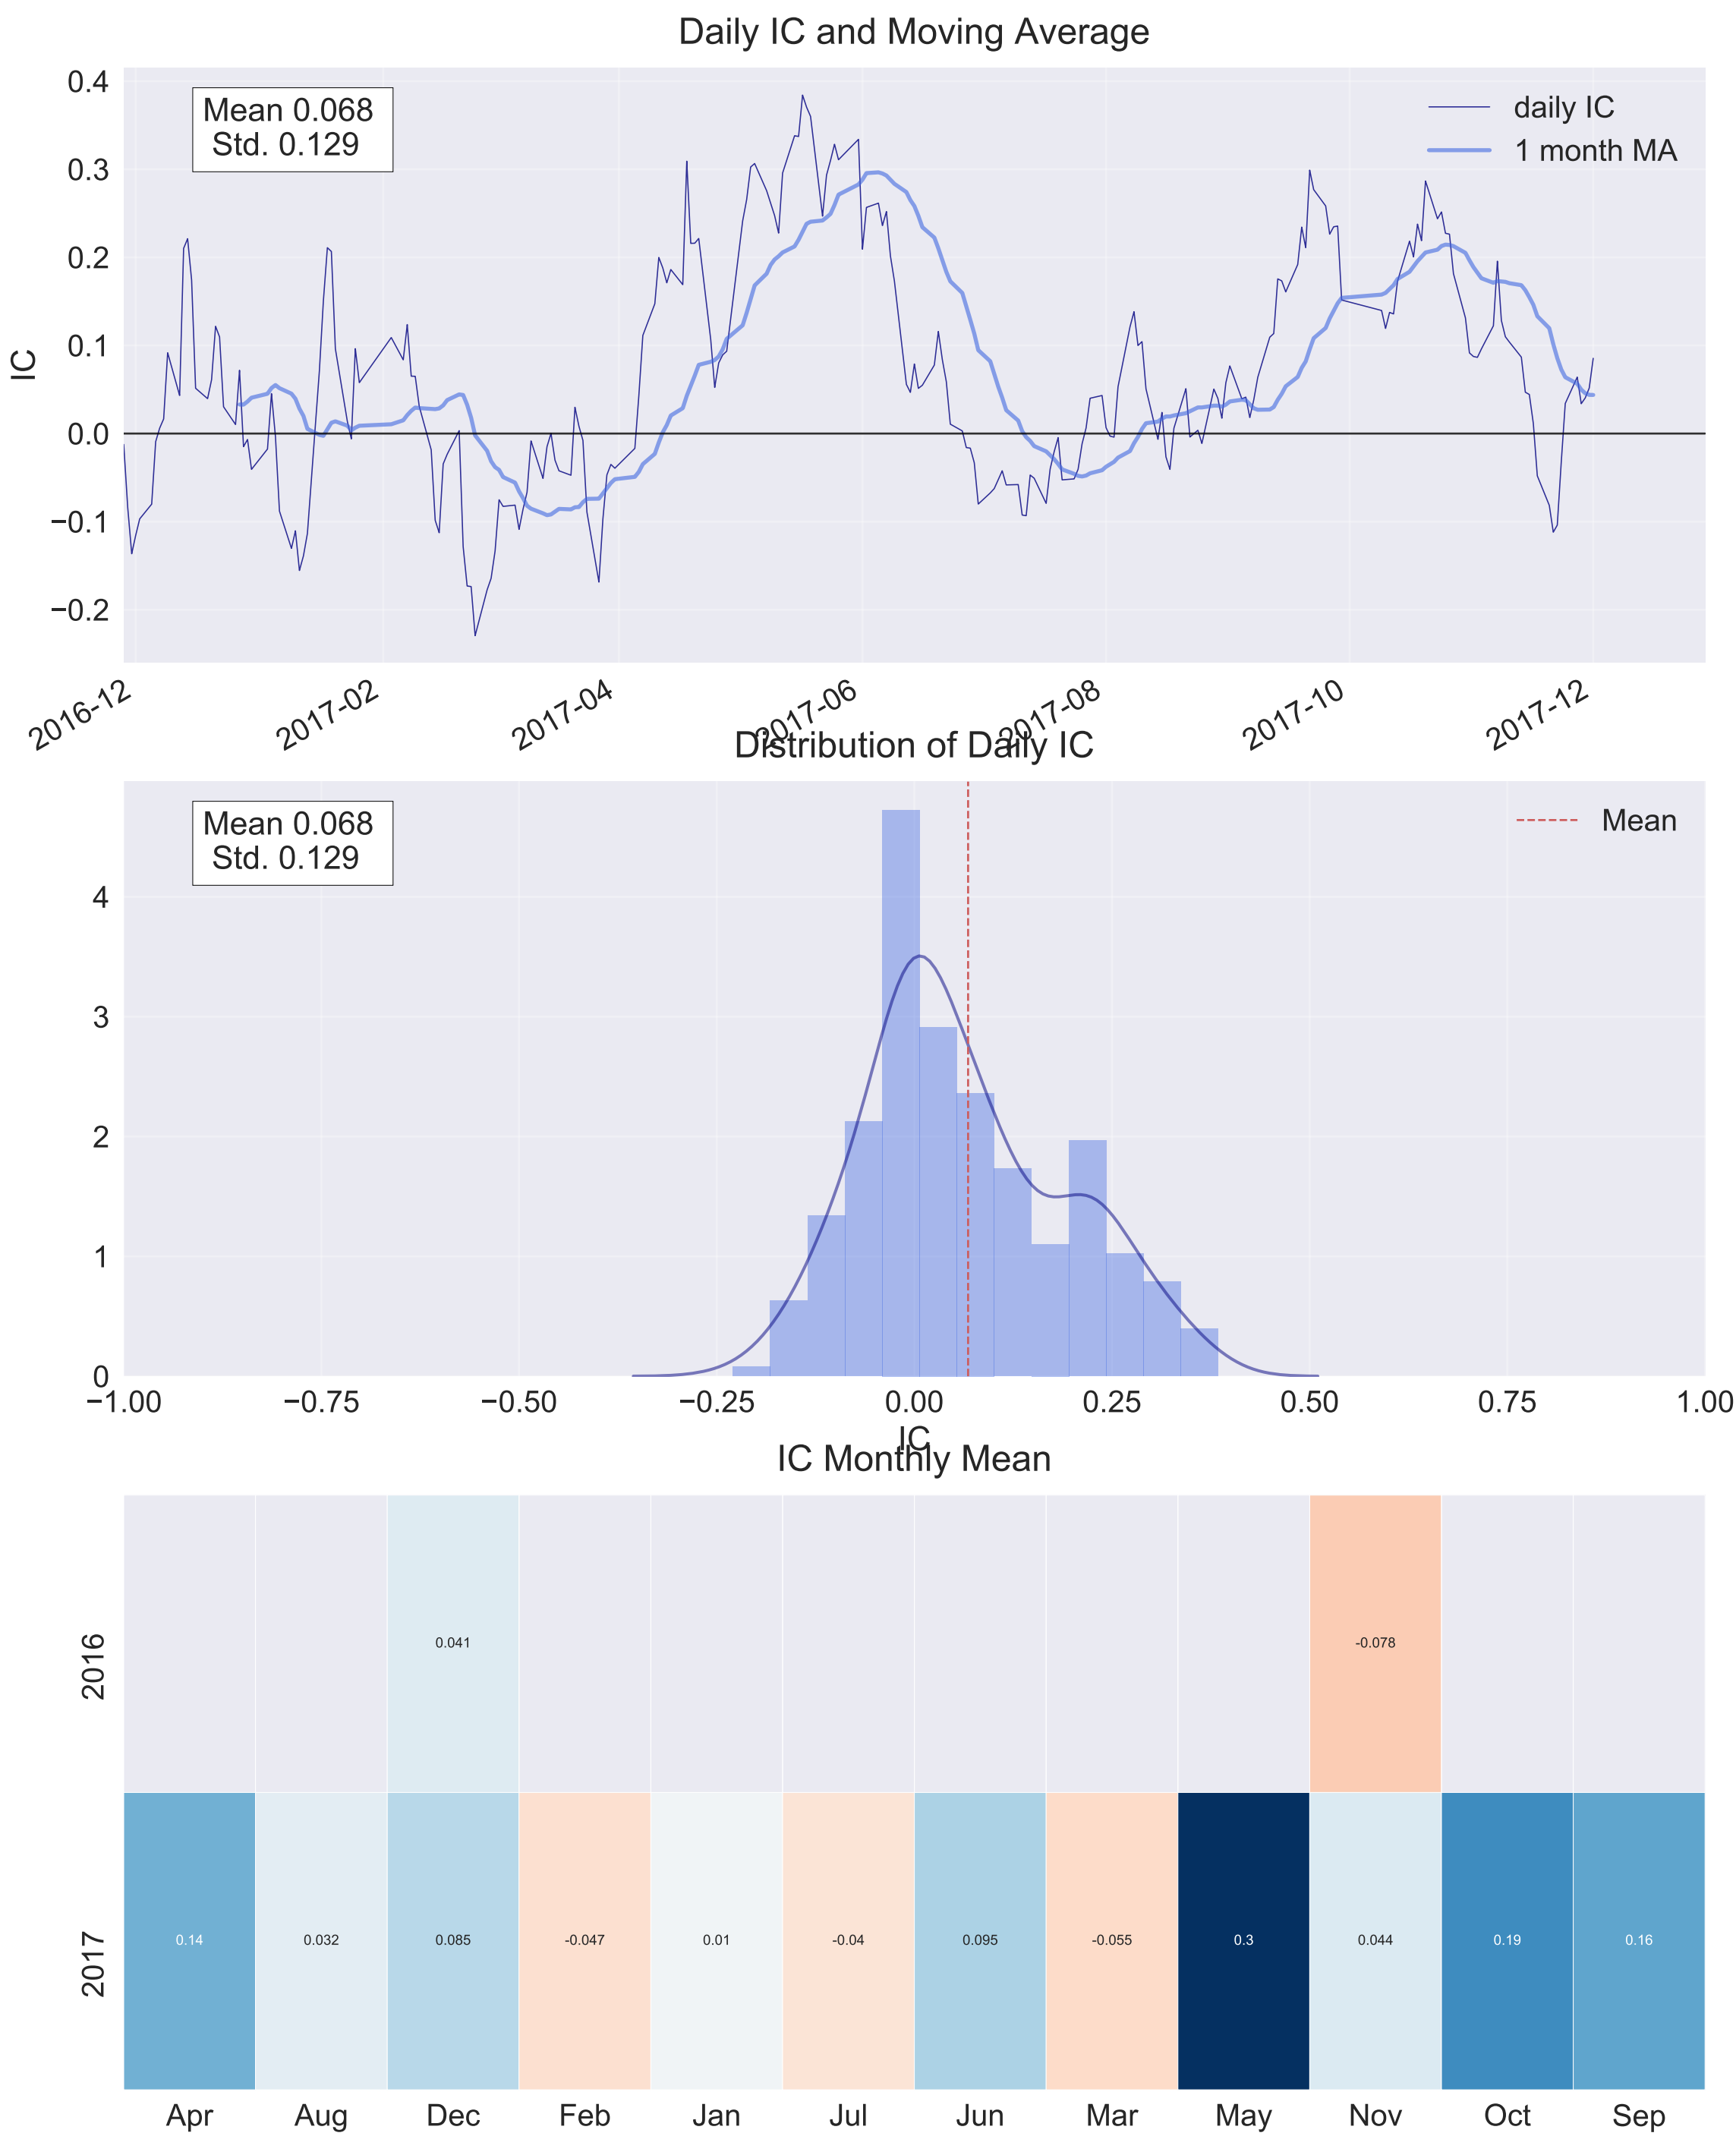 Daily IC and Moving Average
0.4
0.3
0.2
0.1
0.0
−0.1
−0.2
IC
Mean 0.068
Std. 0.129
daily IC
1 month MA
2016-12
2017-02
2017-04
2017-06
2017-08
2017-10
2017-12
Distribution of Daily IC
Mean 0.068
Std. 0.129
Mean
4
3
2
1
0
−1.00
−0.75
−0.50
−0.25
0.00
0.25
0.50
0.75
1.00
IC
IC Monthly Mean
2016
0.041
-0.078
2017
0.14
0.032
0.085
-0.047
0.01
-0.04
0.095
-0.055
0.3
0.044
0.19
0.16
Apr
Aug
Dec
Feb
Jan
Jul
Jun
Mar
May
Nov
Oct
Sep